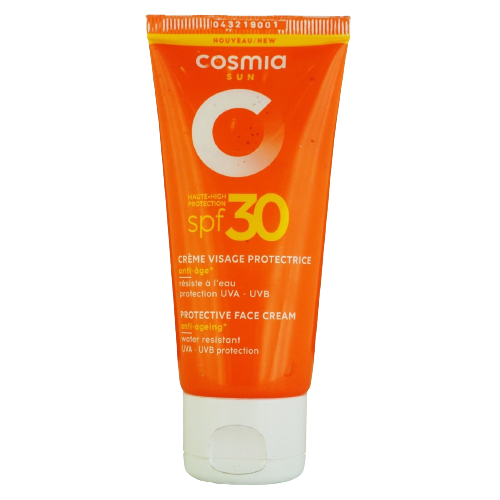 043219001
NOUVEAU/NEW
cosmia
SUN
C
HAUTE-HIGH
PROTECTION
spf30
CRÈME VISAGE PROTECTRICE
anti-âge*
résiste à l'eau
protection UVA - UVB
PROTECTIVE FACE CREAM
anti-ageing*
water resistant
UVA - UVB protection